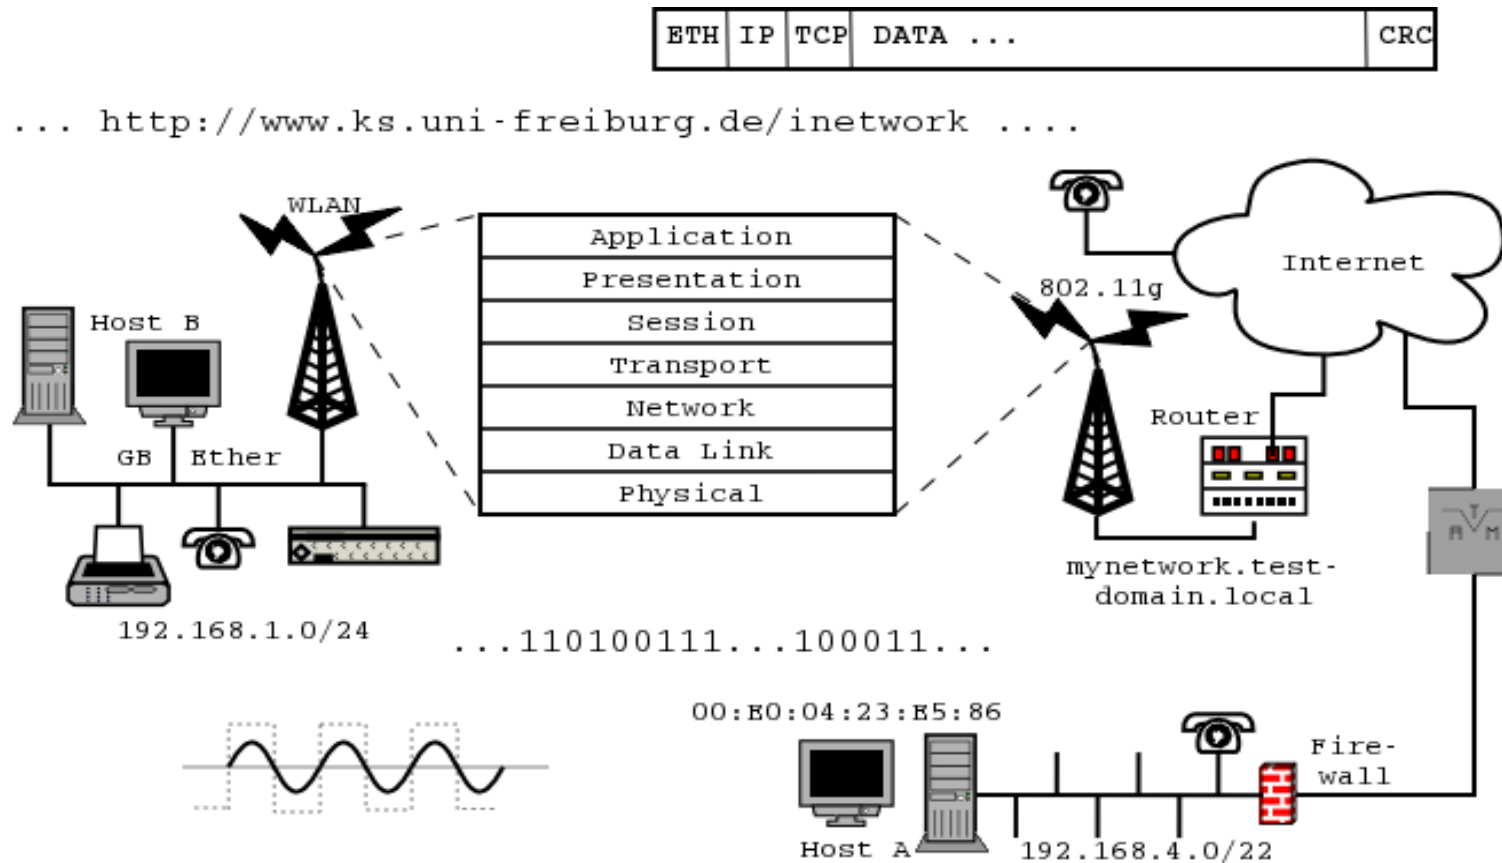 ETH IP TCP DATA ... CRC
... http://www.ks.uni-freiburg.de/inetwork ....
WLAN
Application
Presentation
Session
Transport
Network
Data Link
Physical
Internet
802.11g
Host B
GB Ether
Router
ATM
mynetwork.test-
domain.local
192.168.1.0/24
...110100111...100011...
00:E0:04:23:E5:86
Fire-
wall
Host A
192.168.4.0/22